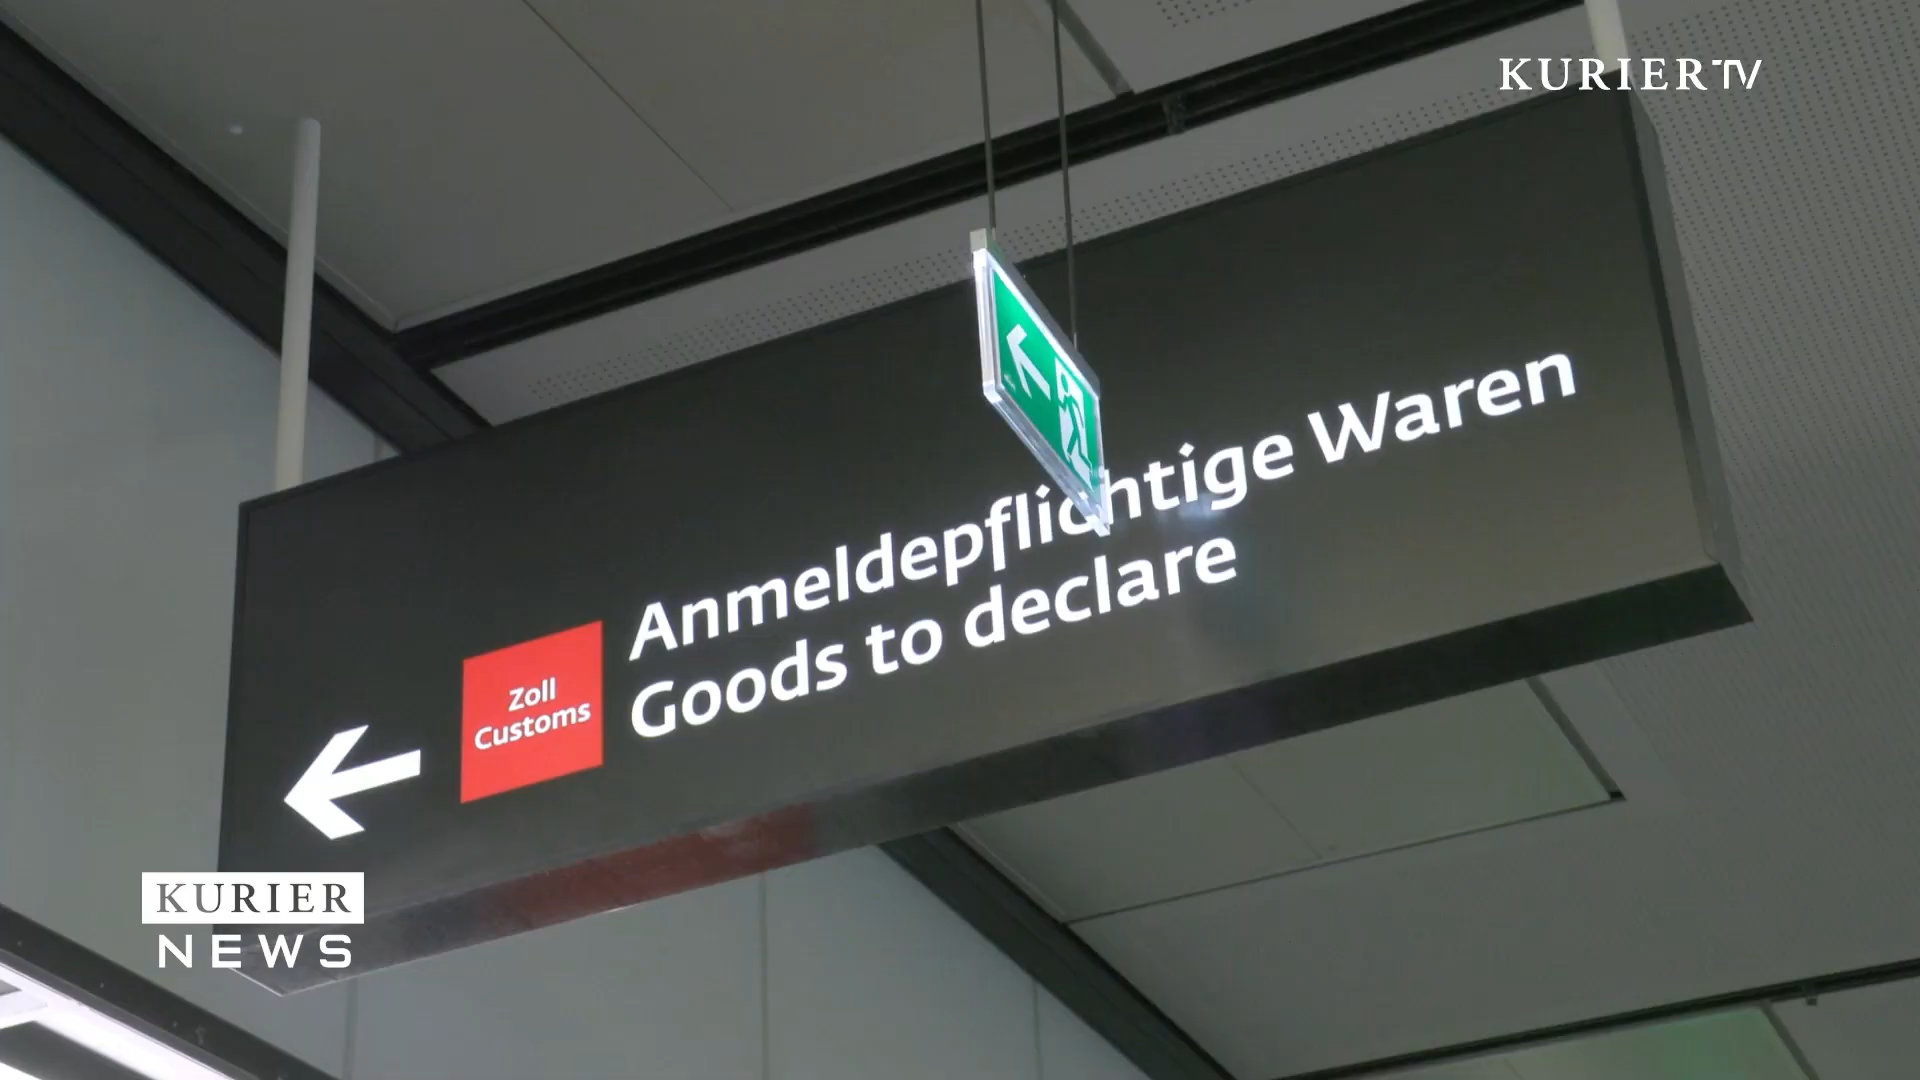 KURIER TV
Anmeldepflichtige Waren
Goods to declare
Zoll
Customs
KURIER
NEWS